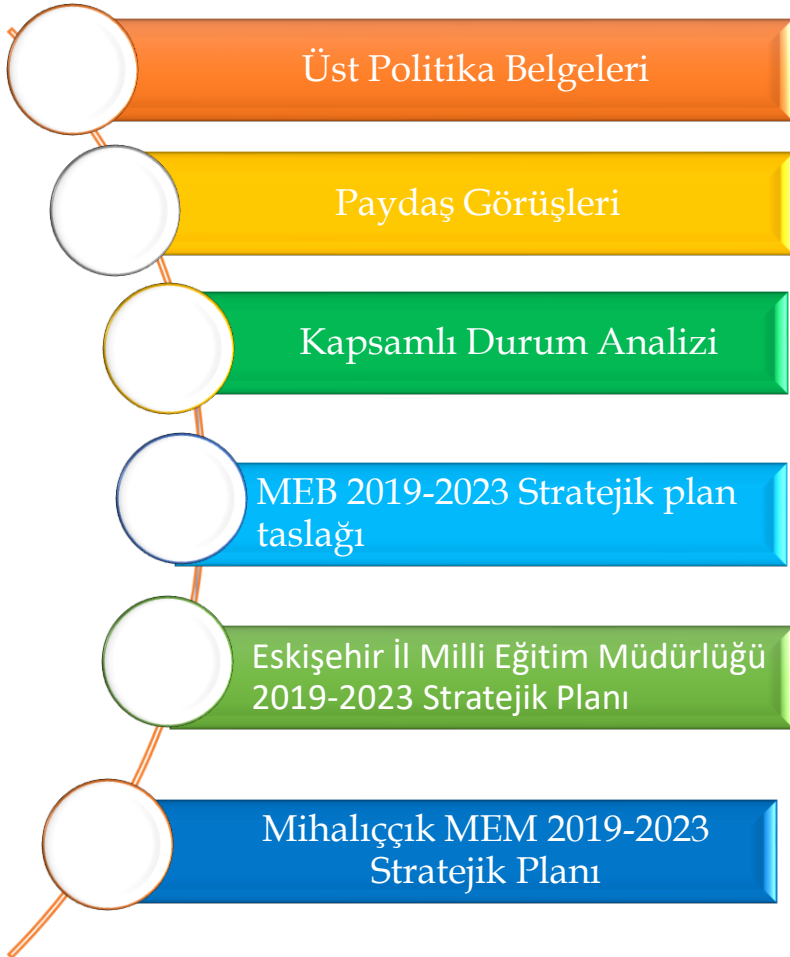 Üst Politika Belgeleri
Paydaş Görüşleri
Kapsamlı Durum Analizi
MEB 2019-2023 Stratejik plan
taslağı
Eskişehir İl Milli Eğitim Müdürlüğü
2019-2023 Stratejik Planı
Mihalıççık MEM 2019-2023
Stratejik Planı